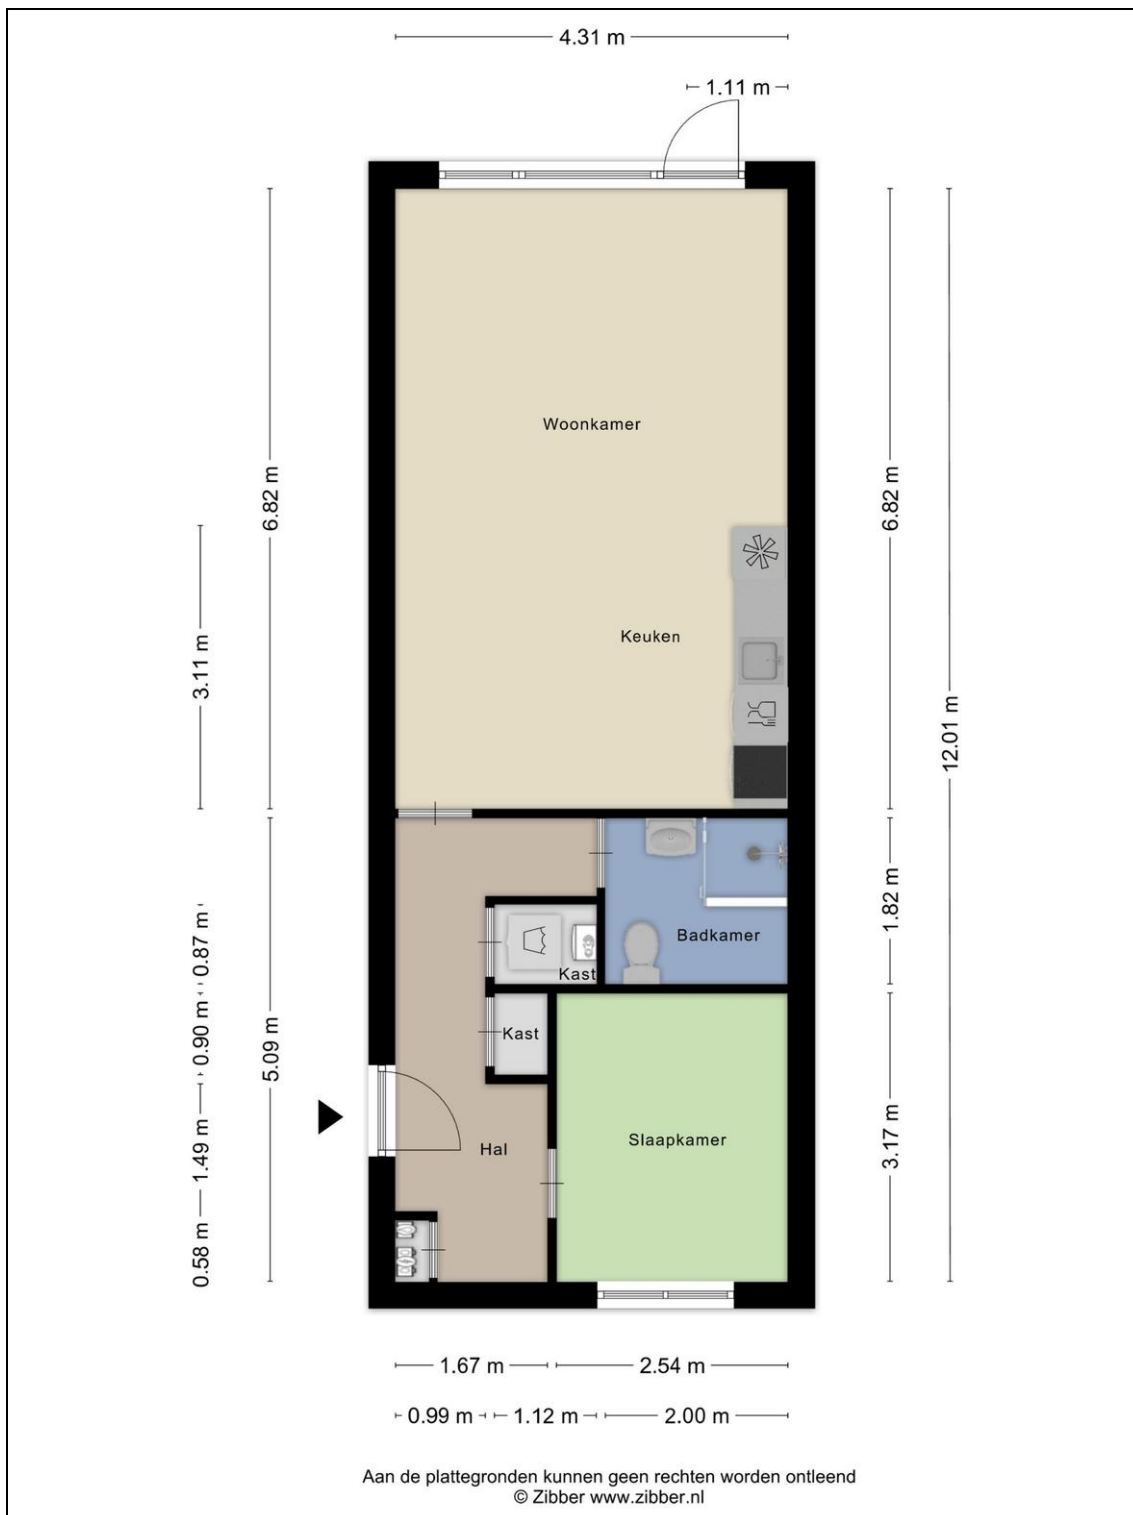 4.31 m
1.11 m
Woonkamer
6.82 m
6.82 m
Keuken
3.11 m
12.01 m
0.87 m
1.82 m
Badkamer
Kast
0.90 m
Kast
5.09 m
1.49 m
Hal
Slaapkamer
3.17 m
0.58 m
1.67 m
2.54 m
0.99 m
1.12 m
2.00 m
Aan de plattegronden kunnen geen rechten worden ontleend
© Zibber www.zibber.nl